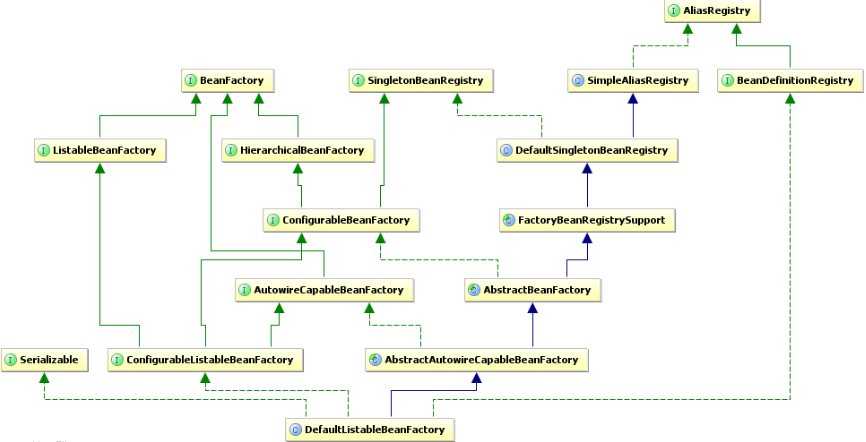 I AliasRegistry
I BeanFactory
I SingletonBeanRegistry
C SimpleAliasRegistry
I BeanDefinitionRegistry
I ListableBeanFactory
I HierarchicalBeanFactory
C DefaultSingletonBeanRegistry
I ConfigurableBeanFactory
C FactoryBeanRegistrySupport
I AutowireCapableBeanFactory
C AbstractBeanFactory
I Serializable
I ConfigurableListableBeanFactory
C AbstractAutowireCapableBeanFactory
C DefaultListableBeanFactory